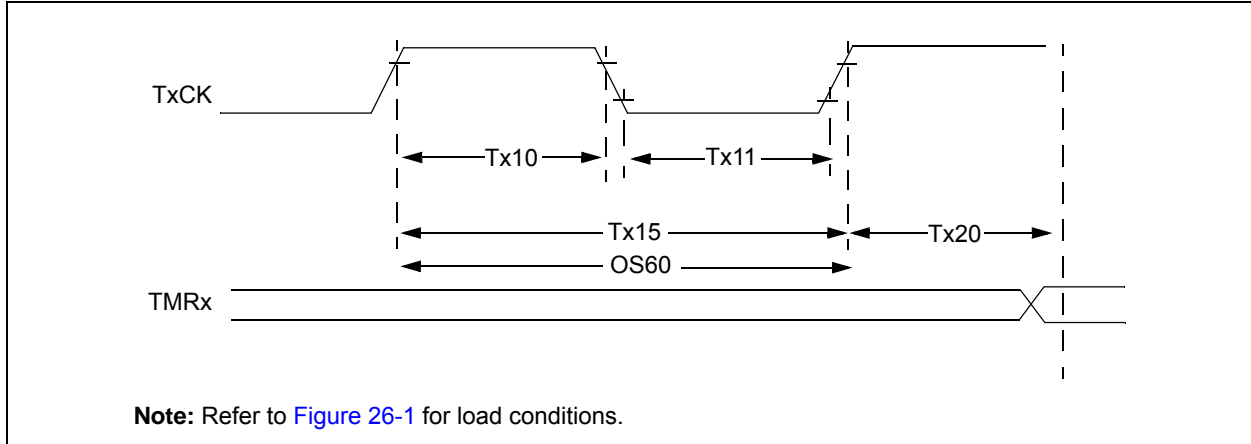 TxCK
Tx10
Tx11
Tx15
Tx20
OS60
TMRx
Note: Refer to Figure 26-1 for load conditions.